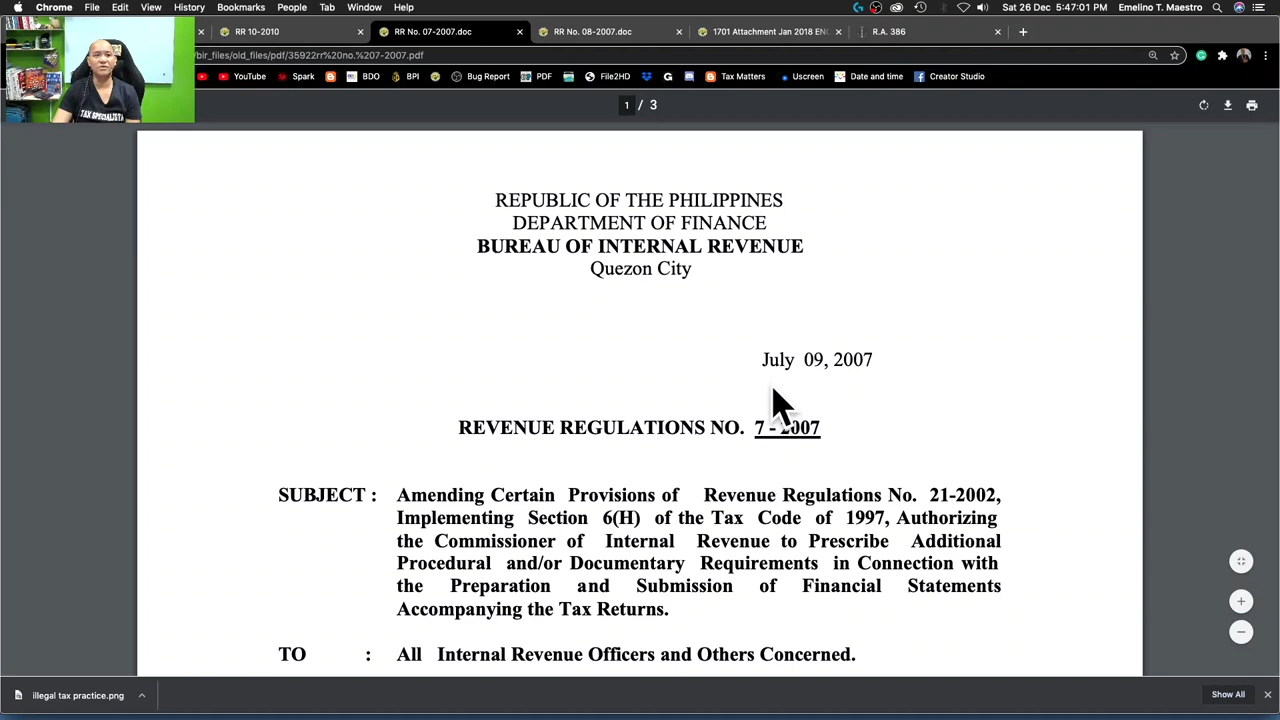 Chrome File Edit View History Bookmarks People Tab Window Help Sat 26 Dec 5:47:01 PM Emelino T. Maestro
RR 10-2010 RR No. 07-2007.doc RR No. 08-2007.doc 1701 Attachment Jan 2018 ENC R.A. 386
/bir_files/old_files/pdf/35922rr%20no.%207-2007.pdf
YouTube Spark BDO BPI Bug Report PDF File2HD Tax Matters Uscreen Date and time Creator Studio
TAX SPECIALISTA
1 / 3
REPUBLIC OF THE PHILIPPINES
DEPARTMENT OF FINANCE
BUREAU OF INTERNAL REVENUE
Quezon City
July 09, 2007
REVENUE REGULATIONS NO. 7 - 2007
SUBJECT : Amending Certain Provisions of Revenue Regulations No. 21-2002,
Implementing Section 6(H) of the Tax Code of 1997, Authorizing
the Commissioner of Internal Revenue to Prescribe Additional
Procedural and/or Documentary Requirements in Connection with
the Preparation and Submission of Financial Statements
Accompanying the Tax Returns.
TO : All Internal Revenue Officers and Others Concerned.
illegal tax practice.png Show All